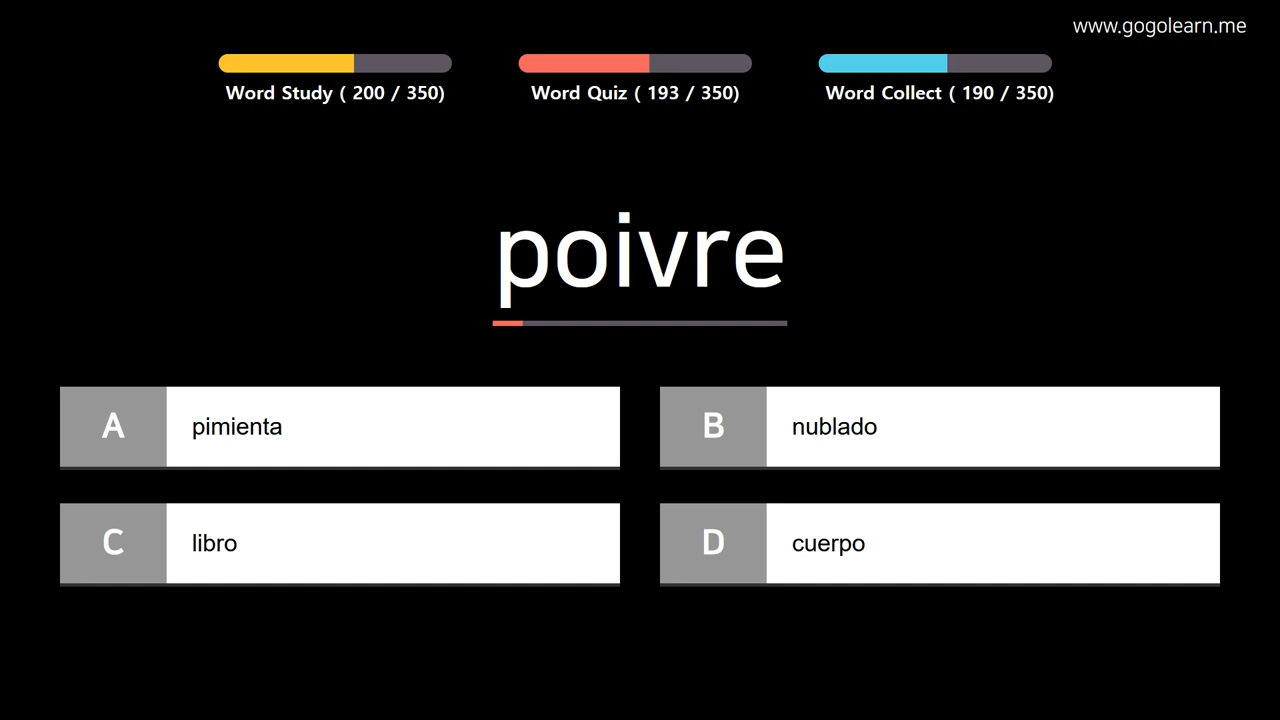 www.gogolearn.me
Word Study ( 200 / 350)
Word Quiz ( 193 / 350)
Word Collect ( 190 / 350)
poivre
A pimienta
B nublado
C libro
D cuerpo